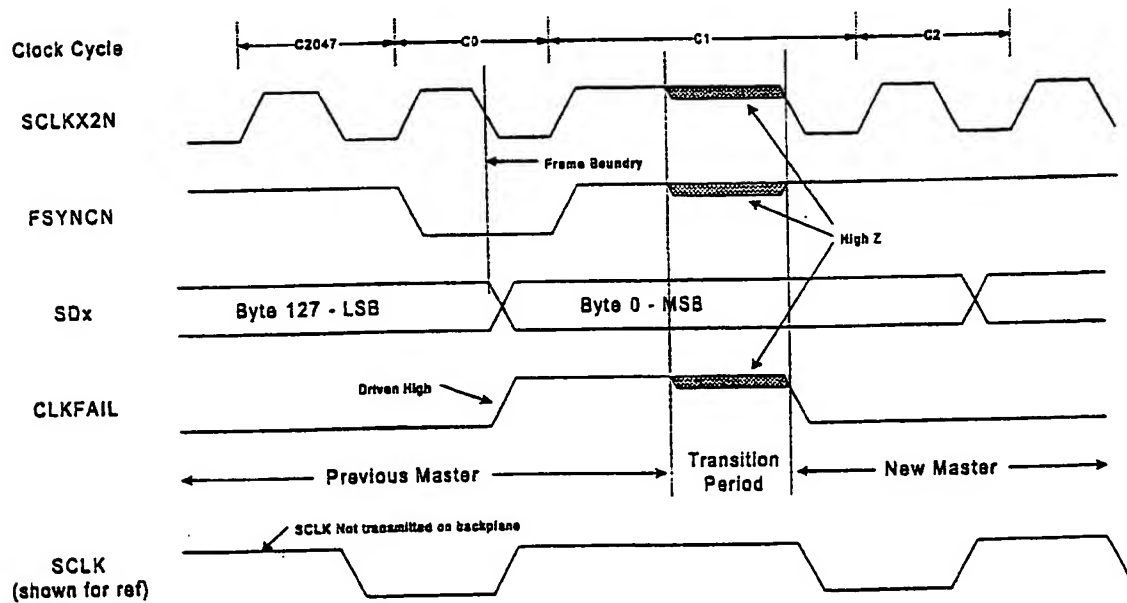 Clock Cycle
C2047
C0
C1
C2
SCLKX2N
Frame Boundry
FSYNCN
High Z
SDx
Byte 127 - LSB
Byte 0 - MSB
Driven High
CLKFAIL
Previous Master
Transition
Period
New Master
SCLK Not transmitted on backplane
SCLK
(shown for ref)